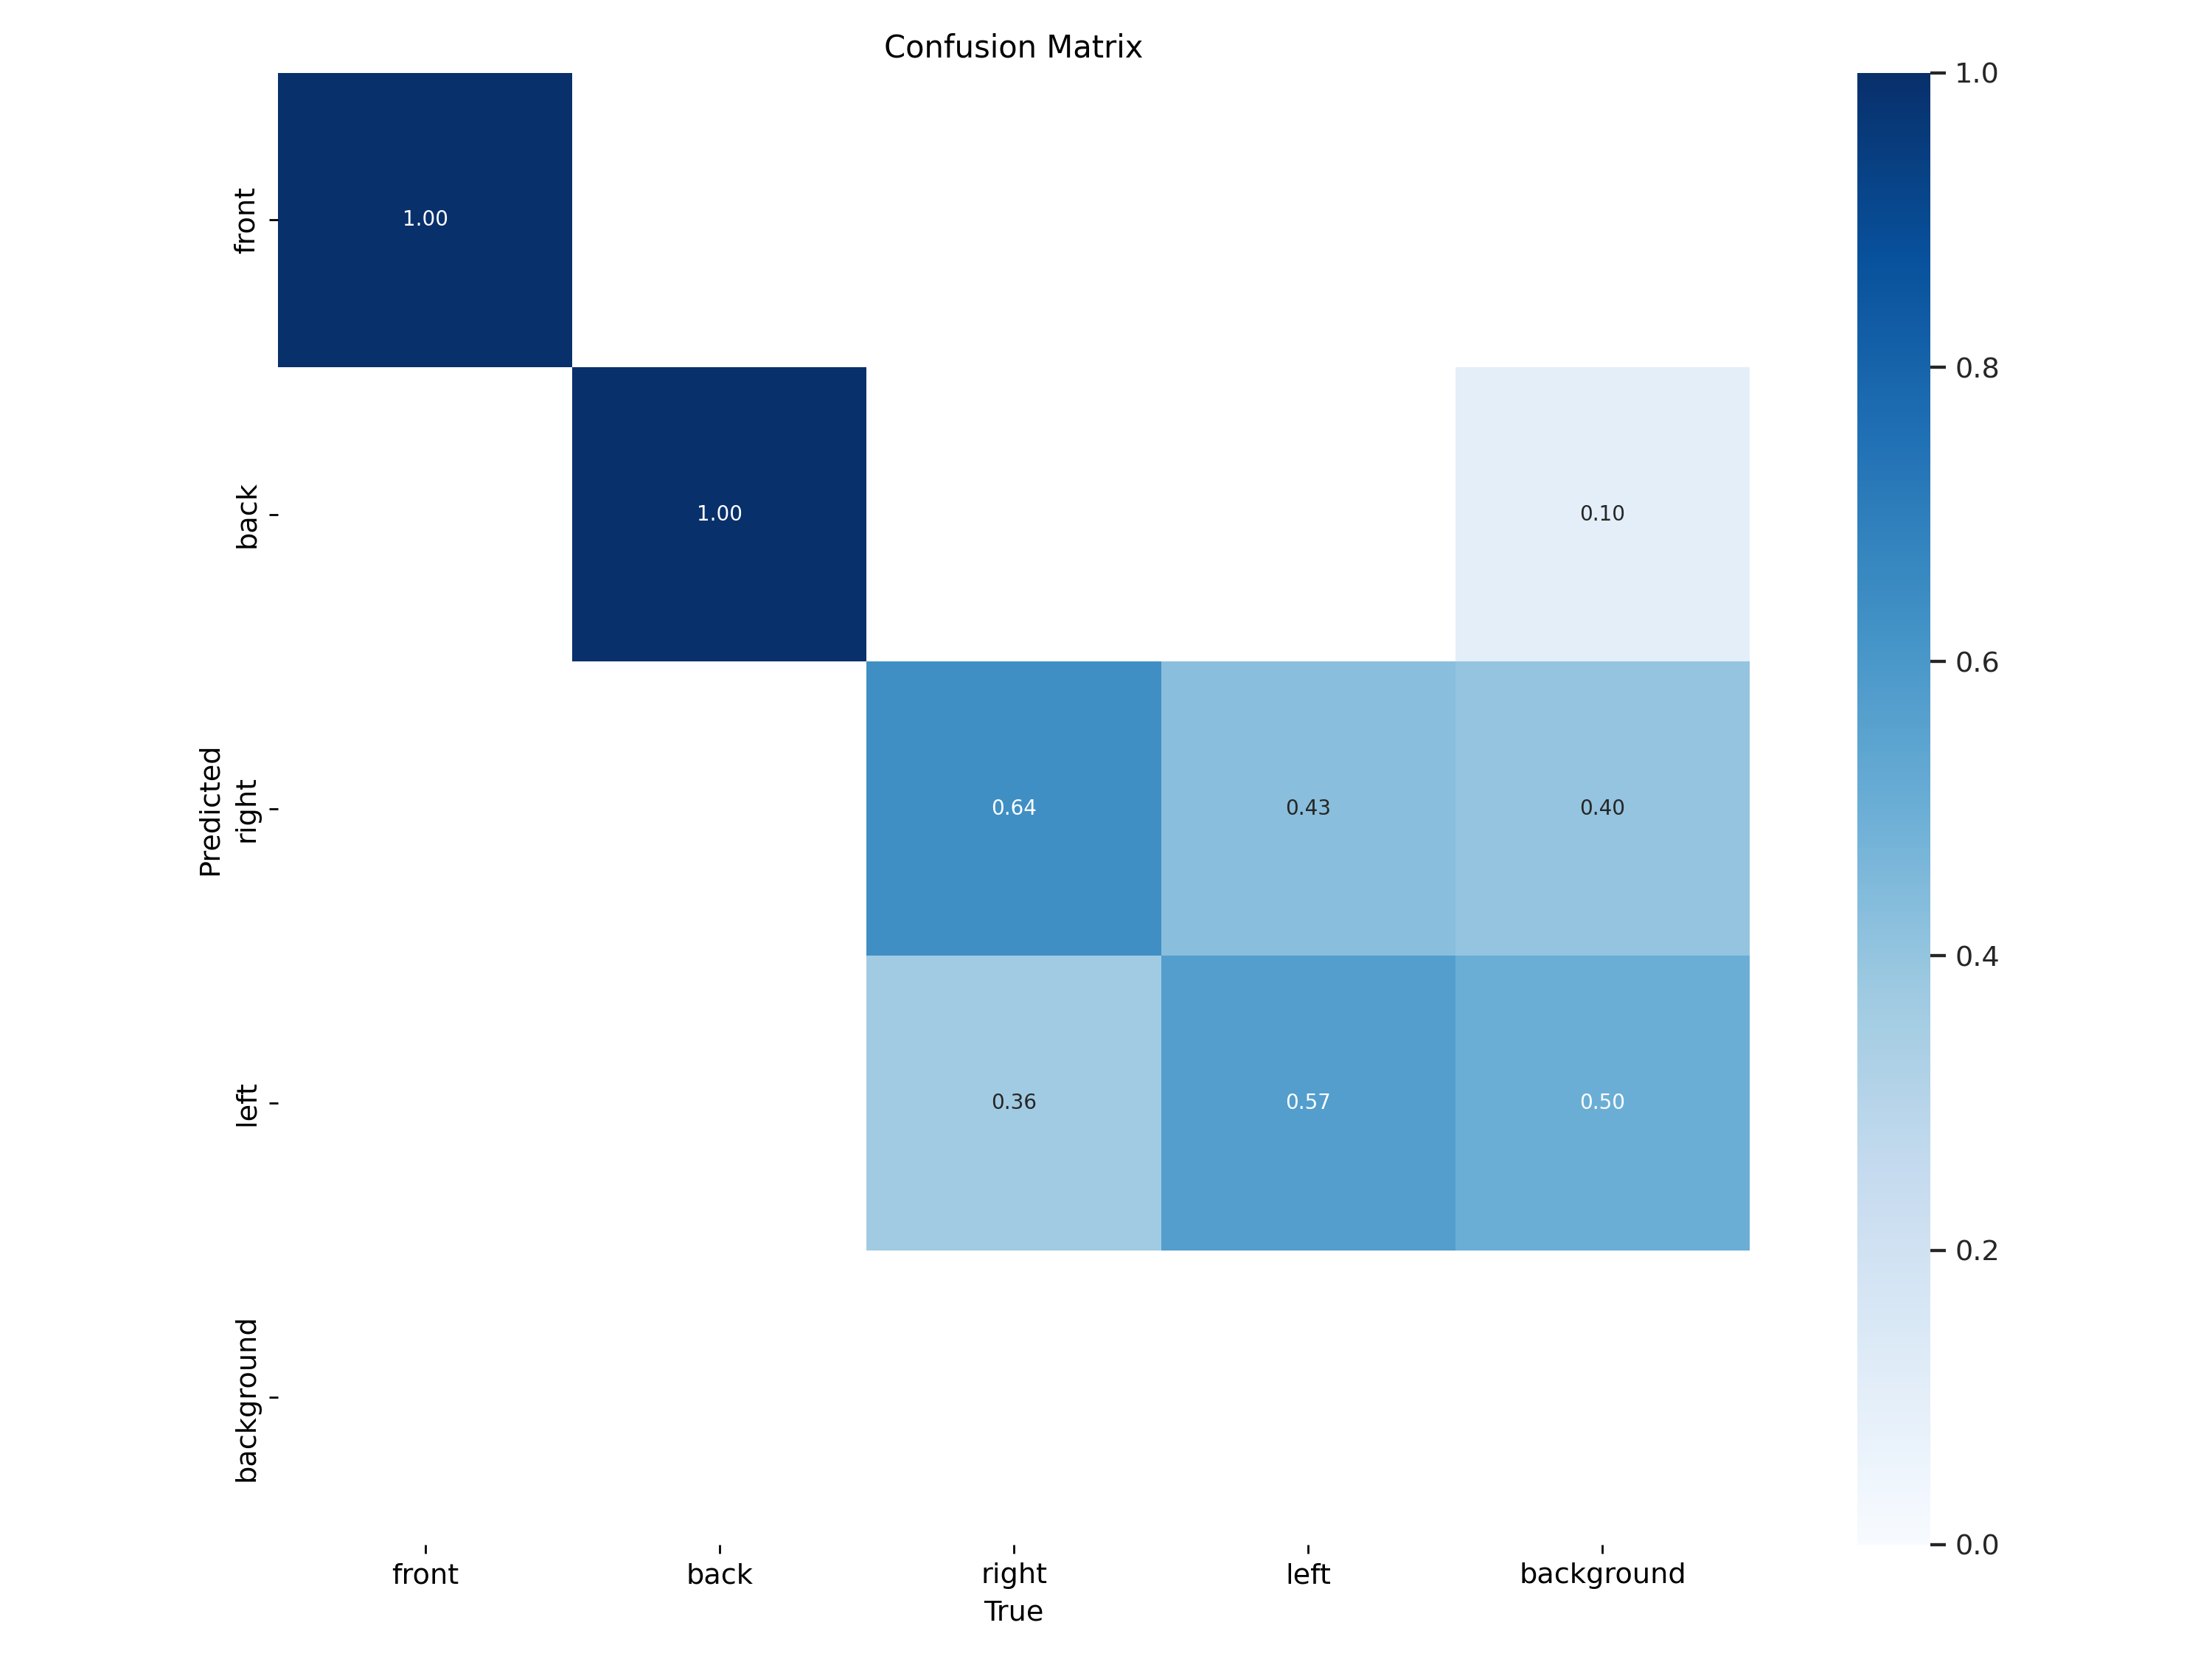 Confusion Matrix
1.0
front
1.00
0.8
back
1.00
0.10
0.6
Predicted
right
0.64
0.43
0.40
0.4
left
0.36
0.57
0.50
0.2
background
0.0
front
back
right
left
background
True